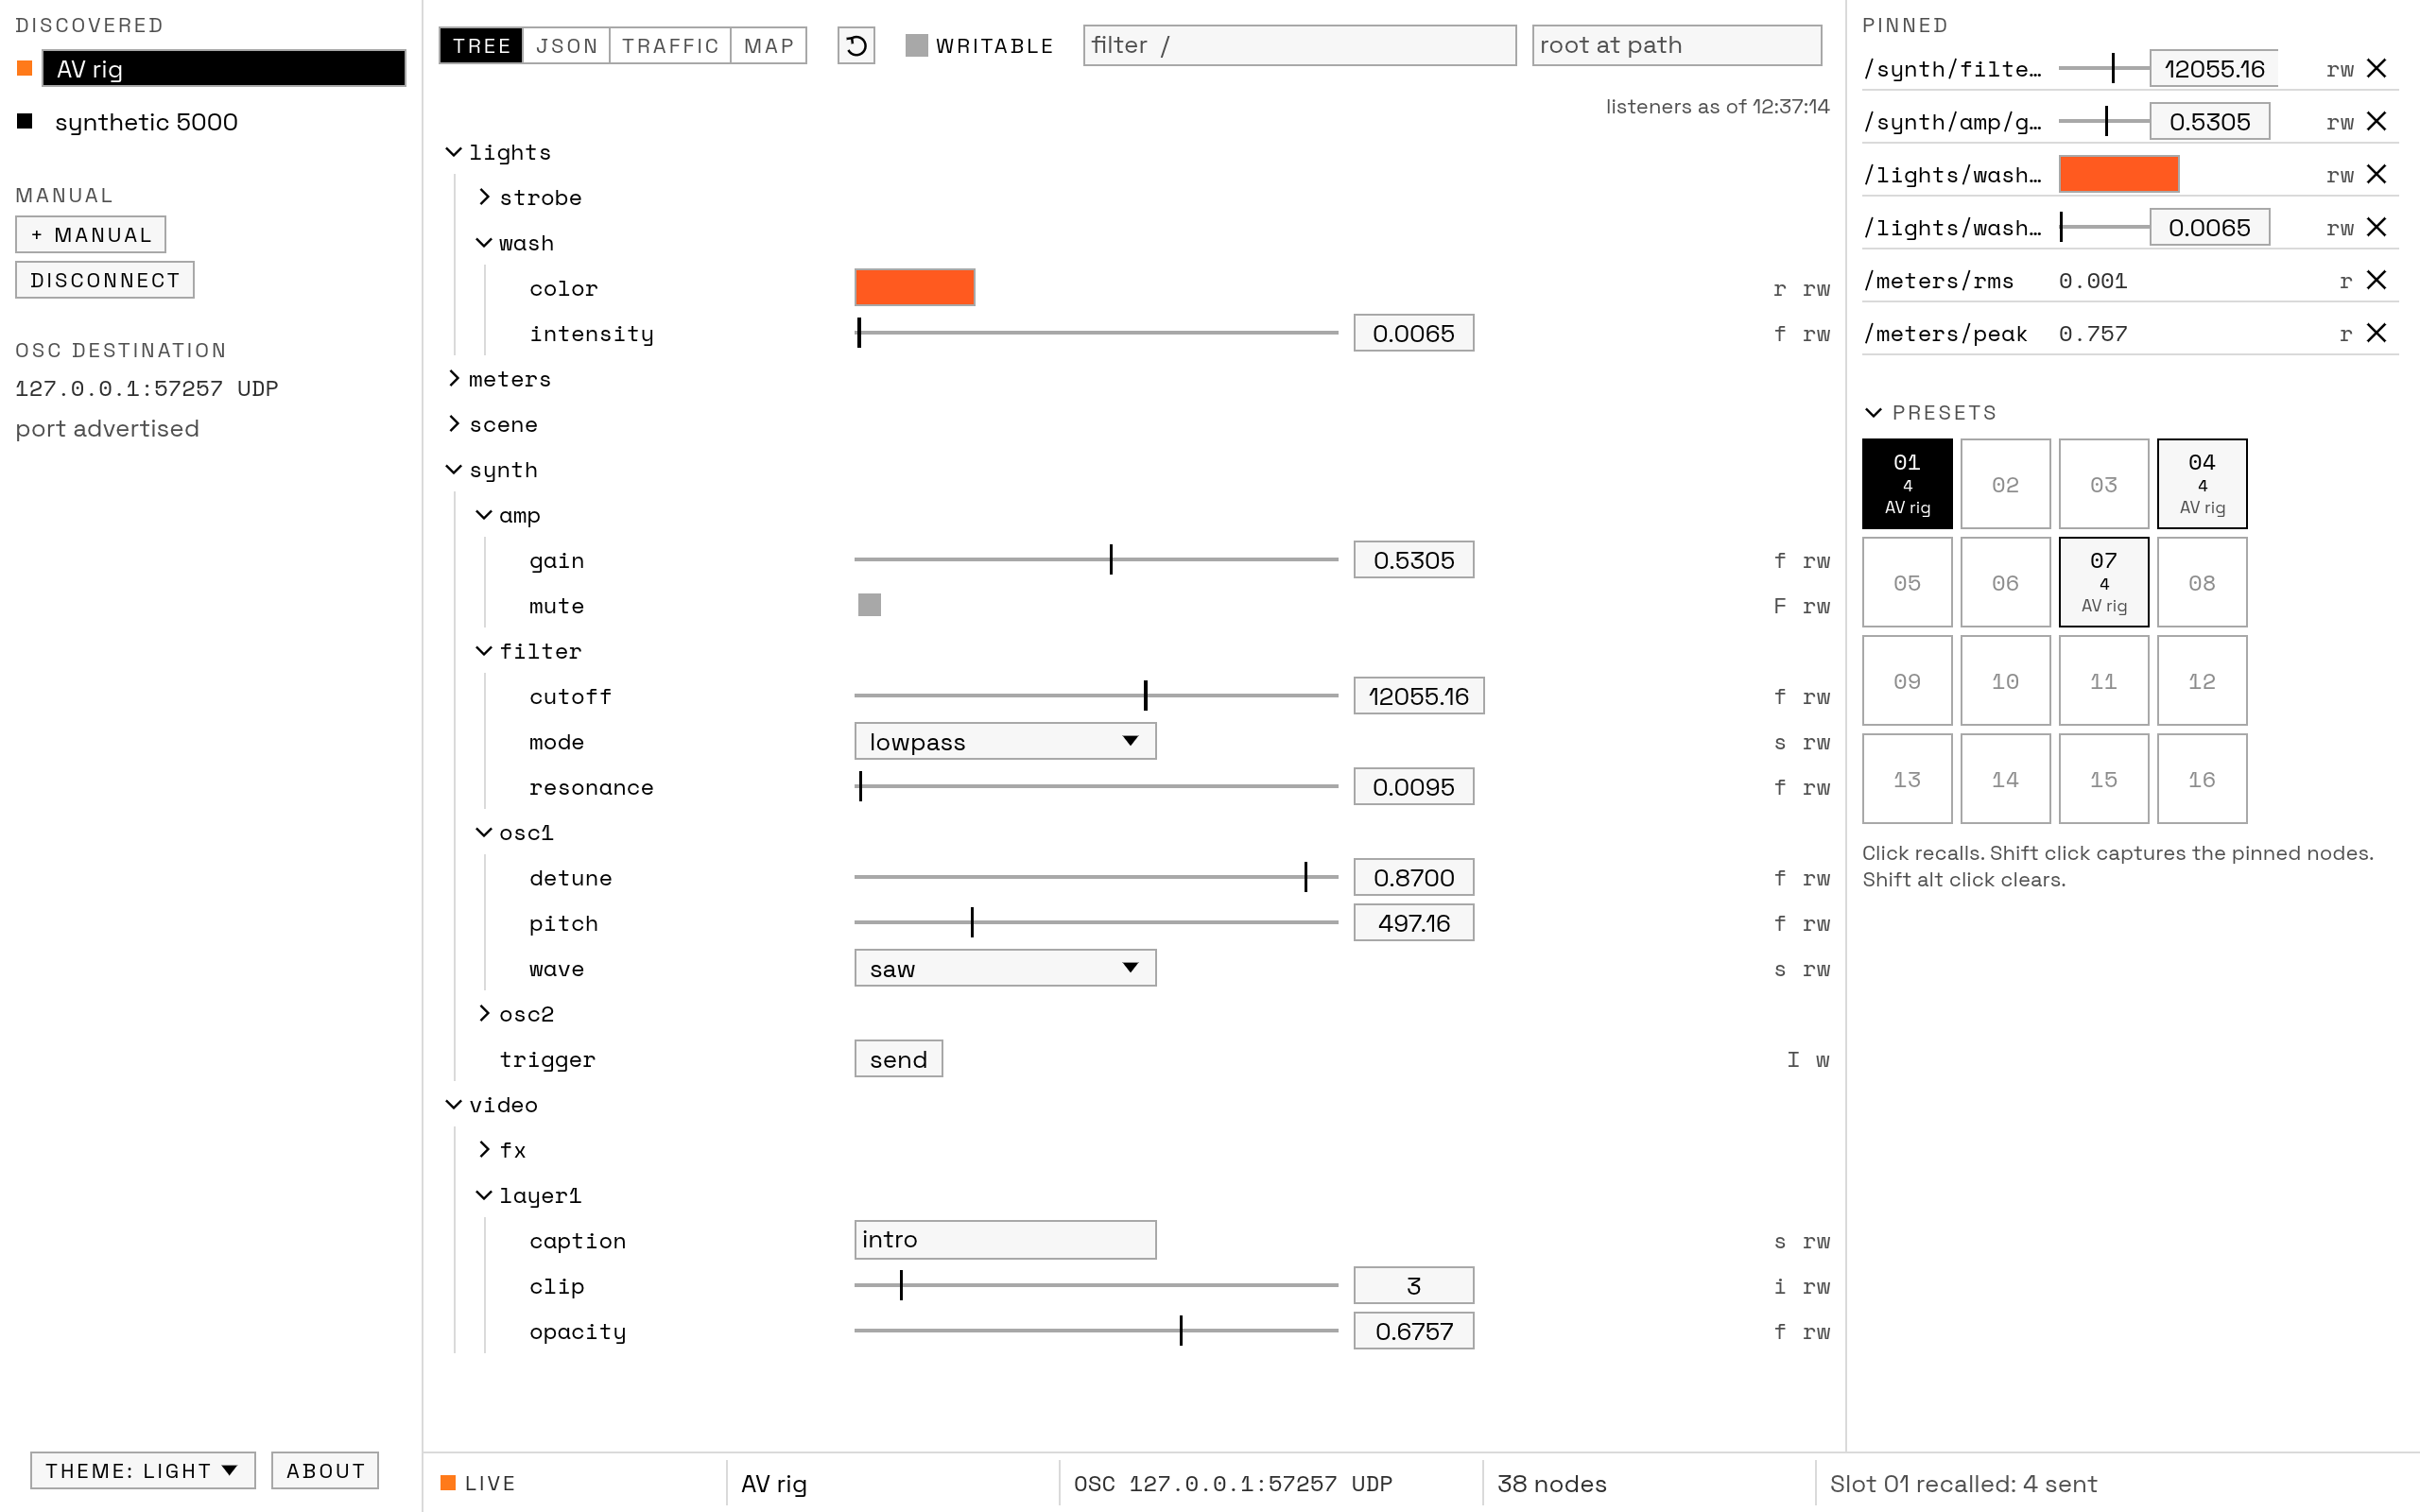 DISCOVERED
AV rig
synthetic 5000
MANUAL
+ MANUAL
DISCONNECT
OSC DESTINATION
127.0.0.1:57257 UDP
port advertised
THEME: LIGHT
ABOUT
TREE JSON TRAFFIC MAP WRITABLE filter / root at path
listeners as of 12:37:14
lights
strobe
wash
color r rw
intensity 0.0065 f rw
meters
scene
synth
amp
gain 0.5305 f rw
mute F rw
filter
cutoff 12055.16 f rw
mode lowpass s rw
resonance 0.0095 f rw
osc1
detune 0.8700 f rw
pitch 497.16 f rw
wave saw s rw
osc2
trigger send I w
video
fx
layer1
caption intro s rw
clip 3 i rw
opacity 0.6757 f rw
PINNED
/synth/filte… 12055.16 rw
/synth/amp/g… 0.5305 rw
/lights/wash… rw
/lights/wash… 0.0065 rw
/meters/rms 0.001 r
/meters/peak 0.757 r
PRESETS
01 4 AV rig
02
03
04 4 AV rig
05
06
07 4 AV rig
08
09
10
11
12
13
14
15
16
Click recalls. Shift click captures the pinned nodes.
Shift alt click clears.
LIVE AV rig OSC 127.0.0.1:57257 UDP 38 nodes Slot 01 recalled: 4 sent